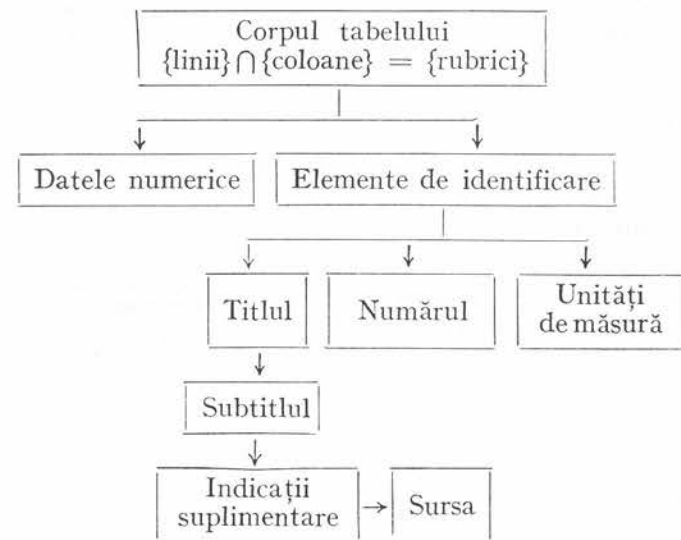 Corpul tabelului
{linii}⋂{coloane} = {rubrici}
Datele numerice
Elemente de identificare
Titlul
Numărul
Unități
de măsură
Subtitlul
Indicații
suplimentare
Sursa